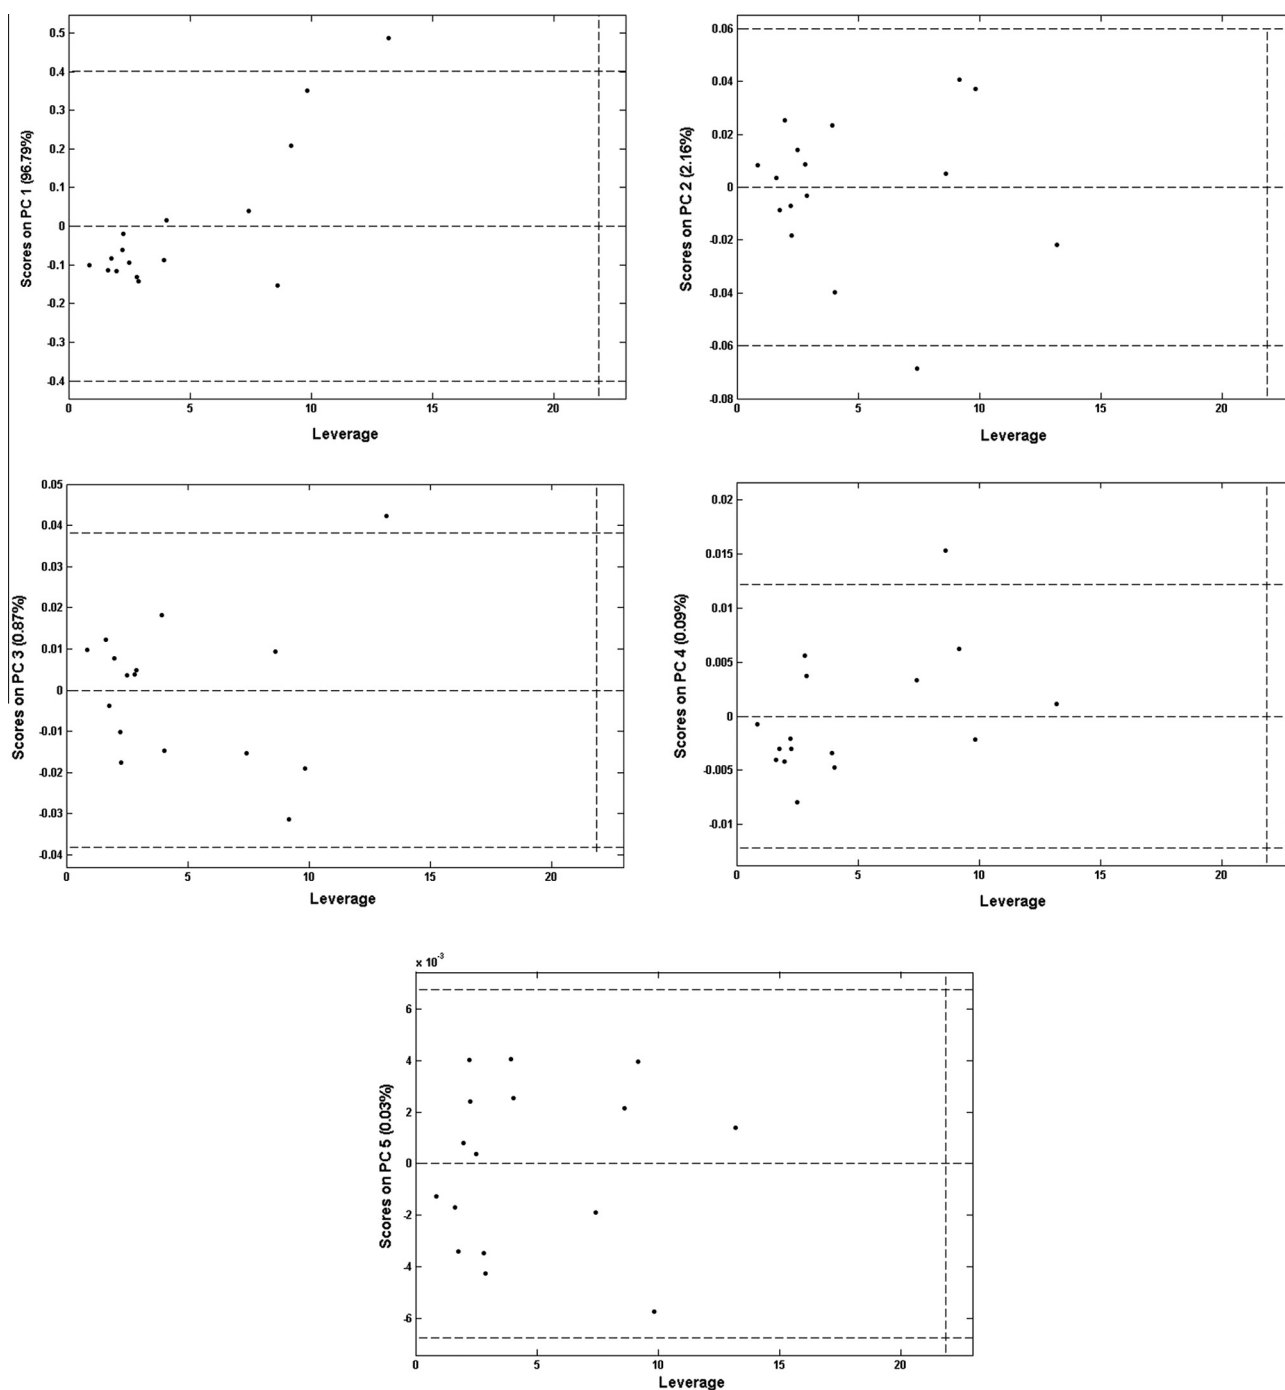 0.5
0.4
0.3
0.2
0.1
0
-0.1
-0.2
-0.3
-0.4
Scores on PC 1 (96.79%)
0 5 10 15 20
Leverage
0.06
0.04
0.02
0
-0.02
-0.04
-0.06
-0.08
Scores on PC 2 (2.16%)
0 5 10 15 20
Leverage
0.05
0.04
0.03
0.02
0.01
0
-0.01
-0.02
-0.03
-0.04
Scores on PC 3 (0.87%)
0 5 10 15 20
Leverage
0.02
0.015
0.01
0.005
0
-0.005
-0.01
Scores on PC 4 (0.09%)
0 5 10 15 20
Leverage
x 10⁻³
6
4
2
0
-2
-4
-6
Scores on PC 5 (0.03%)
0 5 10 15 20
Leverage